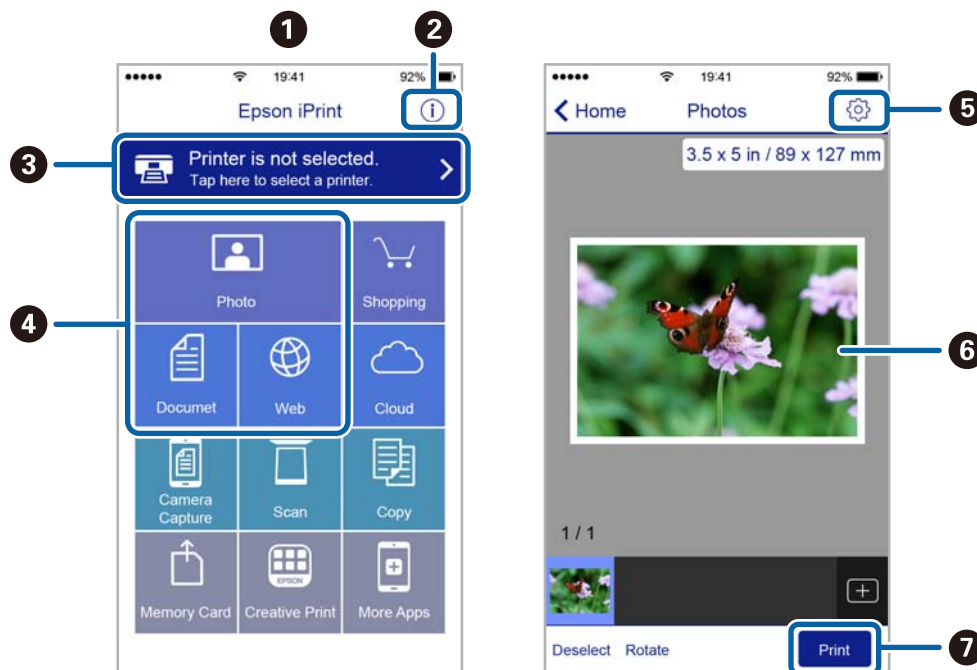 1
2
19:41
92%
Epson iPrint
i
3
Printer is not selected.
Tap here to select a printer.
4
Photo
Shopping
Documet
Web
Cloud
Camera
Capture
Scan
Copy
EPSON
Memory Card
Creative Print
More Apps
19:41
92%
Home
Photos
5
3.5 x 5 in / 89 x 127 mm
6
1 / 1
Deselect
Rotate
Print
7